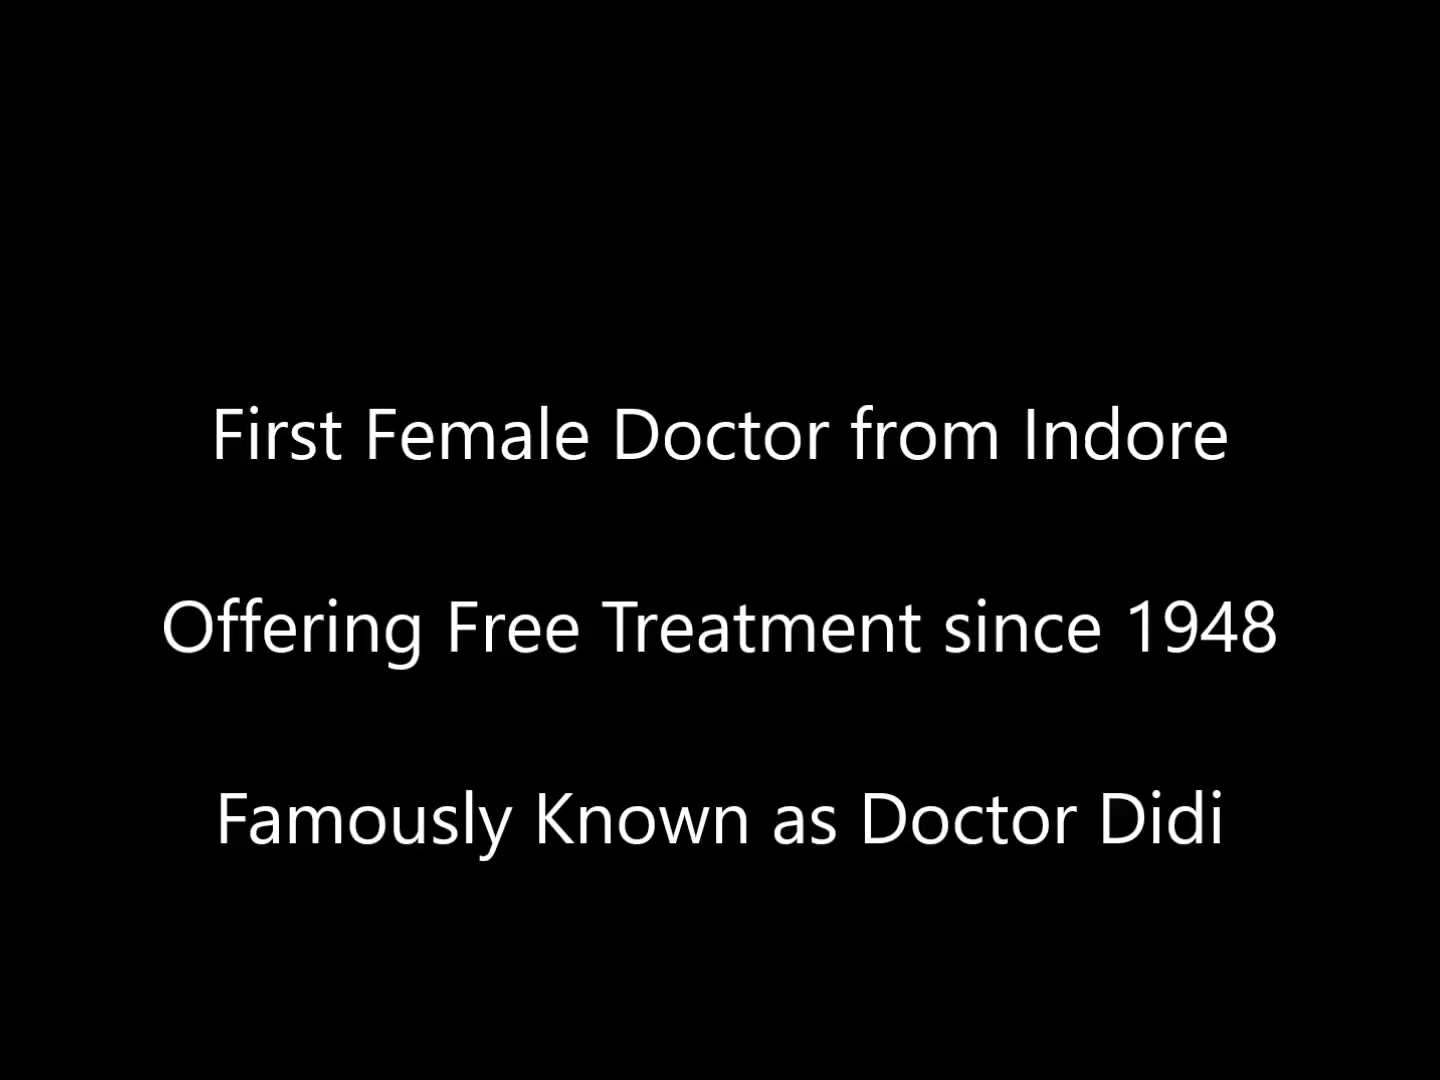 First Female Doctor from Indore
Offering Free Treatment since 1948
Famously Known as Doctor Didi